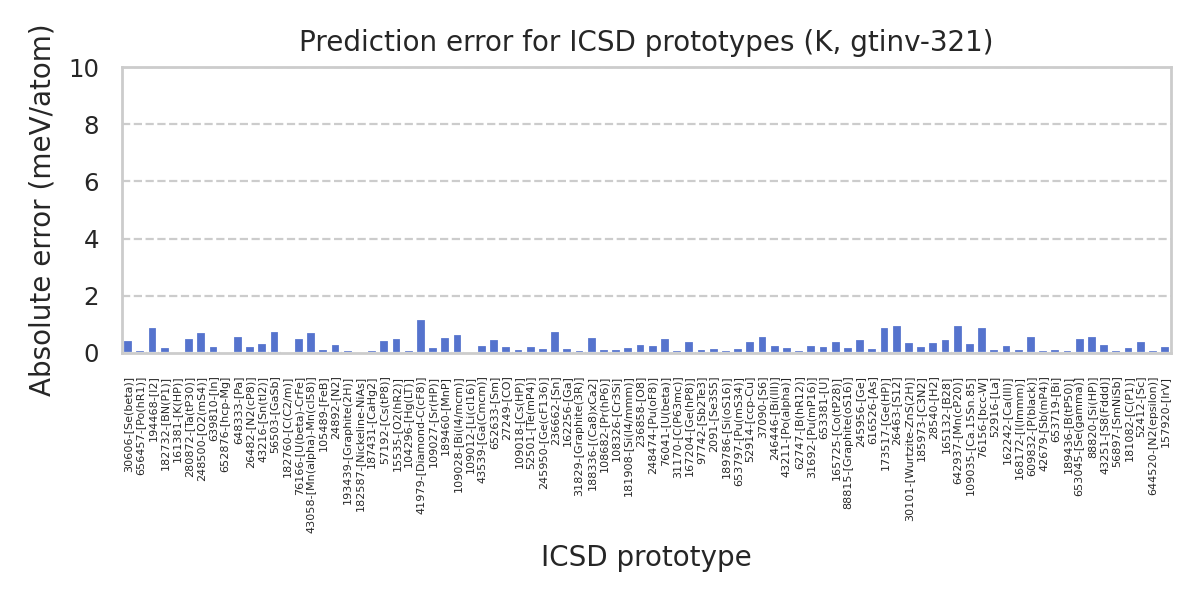 Prediction error for ICSD prototypes (K, gtinv-321)
Absolute error (meV/atom)
10
8
6
4
2
0
30606-[Se(beta)]
656457-[Po(hR1)]
194468-[I2]
182732-[BN(P1)]
16381-[K(HP)]
280872-[Ta(tP30)]
248500-[O2(mS4)]
639810-[In]
652876-[hcp-Mg]
648333-[Pa]
26482-[N2(cP8)]
43216-[Sn(tI2)]
56503-[GaSb]
182760-[C(C2/m)]
76166-[U(beta)-CrFe]
43058-[Mn(alpha)-Mn(cI58)]
105489-[FeB]
24892-[N2]
193439-[Graphite(2H)]
182587-[Nickeline-NiAs]
187431-[CaHg2]
57192-[Cs(tP8)]
15535-[O2(hR2)]
104296-[Hg(LT)]
41979-[Diamond-C(cF8)]
109027-[Sr(HP)]
189460-[MnP]
109028-[Bi(I4/mcm)]
109012-[Li(cI16)]
43539-[Ga(Cmcm)]
652633-[Sm]
27249-[CO]
109018-[Cs(HP)]
52501-[Te(mP4)]
245950-[Ge(cF136)]
236662-[Sn]
162256-[Ga]
31829-[Graphite(3R)]
188336-[(Ca8)xCa2]
108682-[Pr(hP6)]
108326-[Cr3Si]
181908-[Si(I4/mmm)]
236858-[O8]
248474-[Pu(oF8)]
76041-[U(beta)]
31170-[C(P63mc)]
167204-[Ge(hP8)]
97742-[Sb2Te3]
2091-[Se3S5]
189786-[Si(oS16)]
653797-[Pu(mS34)]
52914-[ccp-Cu]
37090-[S6]
246446-[Bi(III)]
43211-[Po(alpha)]
62747-[B(hR12)]
31692-[Pu(mP16)]
653381-[U]
165725-[Co(tP28)]
88815-[Graphite(oS16)]
245956-[Ge]
616526-[As]
173517-[Ge(HP)]
26463-[S12]
30101-[Wurtzite-ZnS(2H)]
185973-[C3N2]
28540-[H2]
165132-[B28]
642937-[Mn(cP20)]
109035-[Ca.15Sn.85]
76156-[bcc-W]
52916-[La]
162242-[Ca(III)]
168172-[I(Immm)]
609832-[P(black)]
42679-[Sb(mP4)]
653719-[Bi]
189436-[B(tP50)]
653045-[Se(gamma)]
88820-[Si(HP)]
43251-[S8(Fddd)]
56897-[SmNiSb]
181082-[C(P1)]
52412-[Sc]
644520-[N2(epsilon)]
157920-[IrV]
ICSD prototype